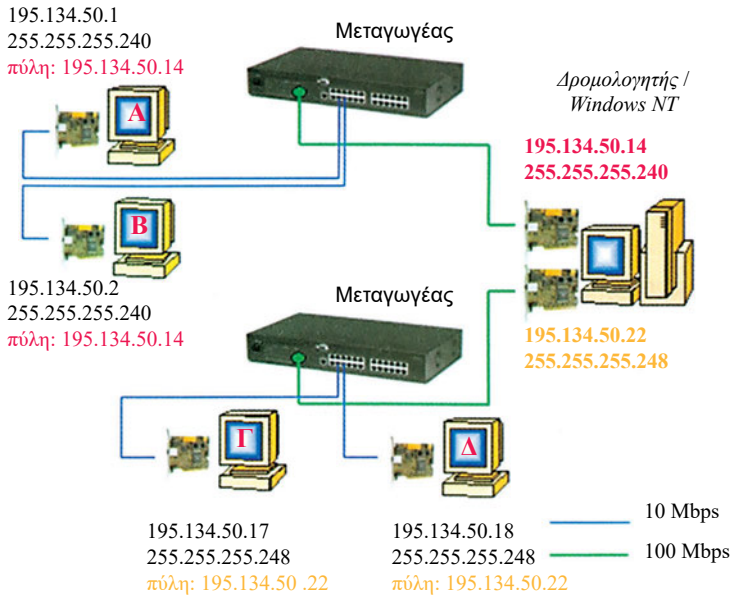 195.134.50.1
255.255.255.240
πύλη: 195.134.50.14
Α
Β
195.134.50.2
255.255.255.240
πύλη: 195.134.50.14
Μεταγωγέας
Δρομολογητής /
Windows NT
195.134.50.14
255.255.255.240
195.134.50.22
255.255.255.248
Μεταγωγέας
Γ
Δ
195.134.50.17
255.255.255.248
πύλη: 195.134.50 .22
195.134.50.18
255.255.255.248
πύλη: 195.134.50.22
10 Mbps
100 Mbps